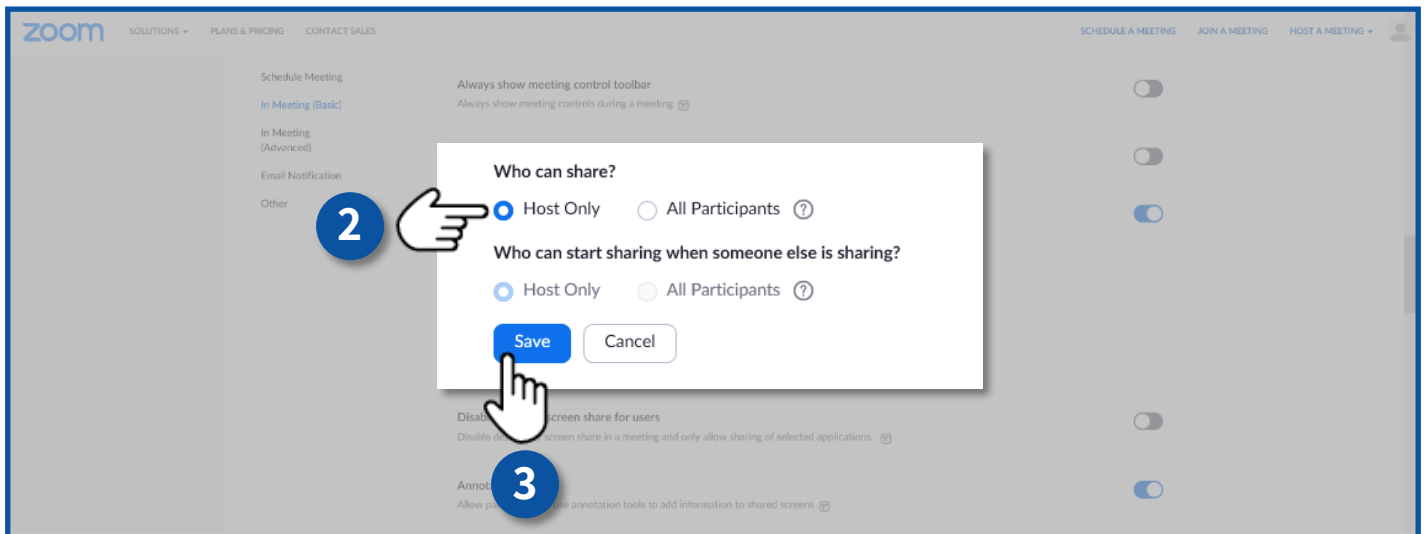 zoom SOLUTIONS PLANS & PRICING CONTACT SALES SCHEDULE A MEETING JOIN A MEETING HOST A MEETING
Schedule Meeting
In Meeting (Basic)
In Meeting
(Advanced)
Email Notification
Other
Always show meeting control toolbar
Always show meeting controls during a meeting
Who can share?
2
Host Only All Participants ?
Who can start sharing when someone else is sharing?
Host Only All Participants ?
Save Cancel
screen share for users
screen share in a meeting and only allow sharing of selected applications.
3
Allow use annotation tools to add information to shared screens